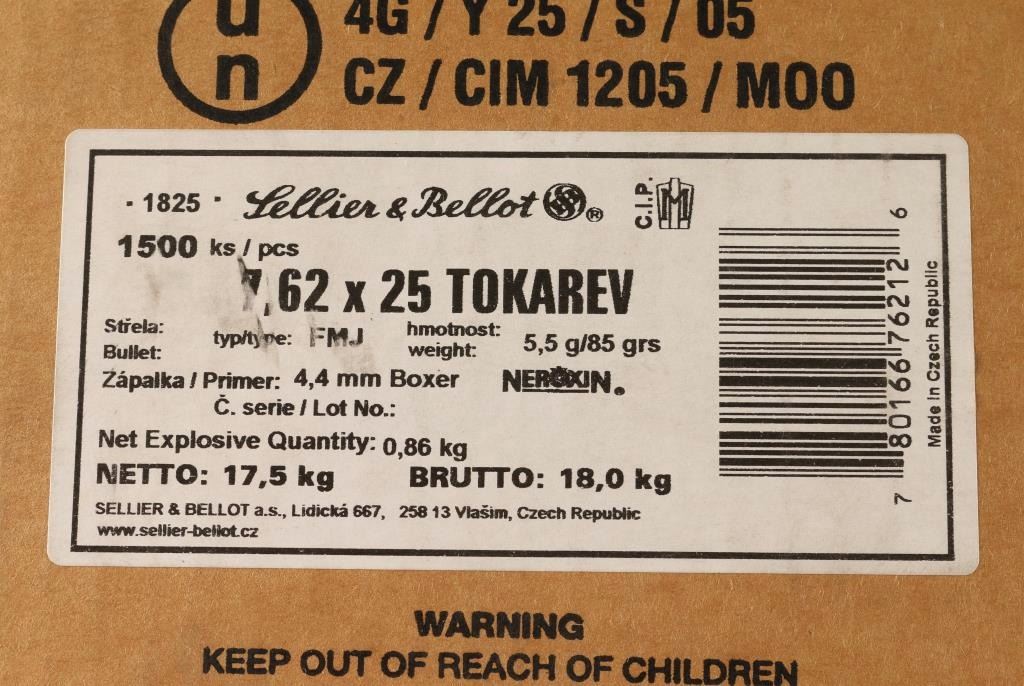 un
4G / Y 25 / S / 05
CZ / CIM 1205 / MOO
· 1825 · Sellier & Bellot ®
C.I.P.
1500 ks / pcs
7,62 x 25 TOKAREV
Střela:
Bullet:
typ/type: FMJ
hmotnost:
weight:
5,5 g/85 grs
Zápalka / Primer: 4,4 mm Boxer NEROXIN®
Č. serie / Lot No.:
Net Explosive Quantity: 0,86 kg
NETTO: 17,5 kg BRUTTO: 18,0 kg
SELLIER & BELLOT a.s., Lidická 667, 258 13 Vlašim, Czech Republic
www.sellier-bellot.cz
7 80166 76212 6
Made in Czech Republic
WARNING
KEEP OUT OF REACH OF CHILDREN